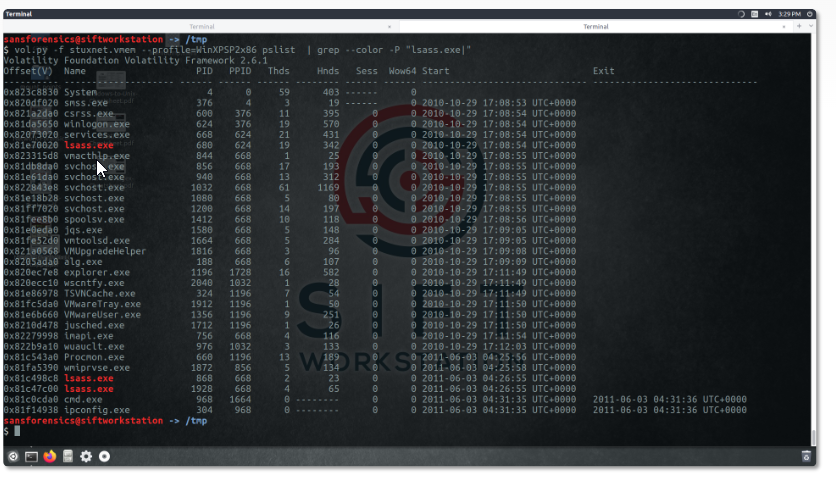 Terminal
3:29 PM
Terminal
Terminal
sansforensics@siftworkstation -> /tmp
$ vol.py -f stuxnet.vmem --profile=WinXPSP2x86 pslist | grep --color -P "lsass.exe|"
Volatility Foundation Volatility Framework 2.6.1
Offset(V) Name PID PPID Thds Hnds Sess Wow64 Start Exit
0x823c8830 System 4 0 59 403 ------ 0
0x820df020 smss.exe 376 4 3 19 ------ 0 2010-10-29 17:08:53 UTC+0000
0x821a2da0 csrss.exe 600 376 11 395 0 0 2010-10-29 17:08:54 UTC+0000
0x81da5650 winlogon.exe 624 376 19 570 0 0 2010-10-29 17:08:54 UTC+0000
0x82073020 services.exe 668 624 21 431 0 0 2010-10-29 17:08:54 UTC+0000
0x81e70020 lsass.exe 680 624 19 342 0 0 2010-10-29 17:08:54 UTC+0000
0x823315d8 vmacthlp.exe 844 668 1 25 0 0 2010-10-29 17:08:55 UTC+0000
0x81db8da0 svchost.exe 856 668 17 193 0 0 2010-10-29 17:08:55 UTC+0000
0x81e61da0 svchost.exe 940 668 13 312 0 0 2010-10-29 17:08:55 UTC+0000
0x822843e8 svchost.exe 1032 668 61 1169 0 0 2010-10-29 17:08:55 UTC+0000
0x81e18b28 svchost.exe 1080 668 5 80 0 0 2010-10-29 17:08:55 UTC+0000
0x81ff7020 svchost.exe 1200 668 14 197 0 0 2010-10-29 17:08:55 UTC+0000
0x81fee8b0 spoolsv.exe 1412 668 10 118 0 0 2010-10-29 17:08:56 UTC+0000
0x81e0eda0 jqs.exe 1580 668 5 148 0 0 2010-10-29 17:09:05 UTC+0000
0x81fe52d0 vmtoolsd.exe 1664 668 5 284 0 0 2010-10-29 17:09:05 UTC+0000
0x821a0568 VMUpgradeHelper 1816 668 3 96 0 0 2010-10-29 17:09:08 UTC+0000
0x8205ada0 alg.exe 188 668 6 107 0 0 2010-10-29 17:09:09 UTC+0000
0x820ec7e8 explorer.exe 1196 1728 16 582 0 0 2010-10-29 17:11:49 UTC+0000
0x820ecc10 wscntfy.exe 2040 1032 1 28 0 0 2010-10-29 17:11:49 UTC+0000
0x81e86978 TSVNCache.exe 324 1196 7 54 0 0 2010-10-29 17:11:49 UTC+0000
0x81fc5da0 VMwareTray.exe 1912 1196 1 50 0 0 2010-10-29 17:11:50 UTC+0000
0x81e6b660 VMwareUser.exe 1356 1196 9 251 0 0 2010-10-29 17:11:50 UTC+0000
0x8210d478 jusched.exe 1712 1196 1 26 0 0 2010-10-29 17:11:50 UTC+0000
0x82279998 imapi.exe 756 668 4 116 0 0 2010-10-29 17:11:54 UTC+0000
0x822b9a10 wuauclt.exe 976 1032 3 133 0 0 2010-10-29 17:12:03 UTC+0000
0x81c543a0 Procmon.exe 660 1196 13 189 0 0 2011-06-03 04:25:56 UTC+0000
0x81fa5390 wmiprvse.exe 1872 856 5 134 0 0 2011-06-03 04:25:58 UTC+0000
0x81c498c8 lsass.exe 868 668 2 23 0 0 2011-06-03 04:26:55 UTC+0000
0x81c47c00 lsass.exe 1928 668 4 65 0 0 2011-06-03 04:26:55 UTC+0000
0x81c0cda0 cmd.exe 968 1664 0 -------- 0 0 2011-06-03 04:31:35 UTC+0000 2011-06-03 04:31:36 UTC+0000
0x81f14938 ipconfig.exe 304 968 0 -------- 0 0 2011-06-03 04:31:35 UTC+0000 2011-06-03 04:31:36 UTC+0000
sansforensics@siftworkstation -> /tmp
$